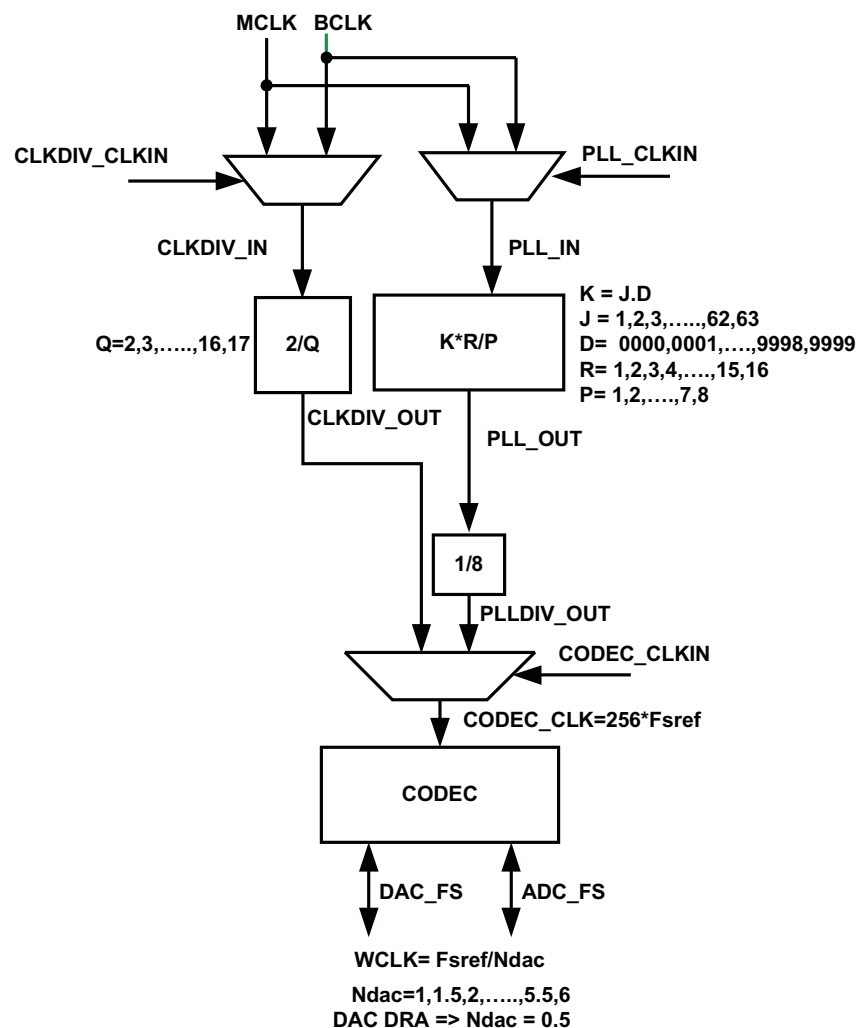 MCLK BCLK
CLKDIV_CLKIN
PLL_CLKIN
CLKDIV_IN
PLL_IN
Q=2,3,…..,16,17
2/Q
K*R/P
K = J.D
J = 1,2,3,…..,62,63
D= 0000,0001,….,9998,9999
R= 1,2,3,4,….,15,16
P= 1,2,….,7,8
CLKDIV_OUT
PLL_OUT
1/8
PLLDIV_OUT
CODEC_CLKIN
CODEC_CLK=256*Fsref
CODEC
DAC_FS
ADC_FS
WCLK= Fsref/Ndac
Ndac=1,1.5,2,…..,5.5,6
DAC DRA => Ndac = 0.5